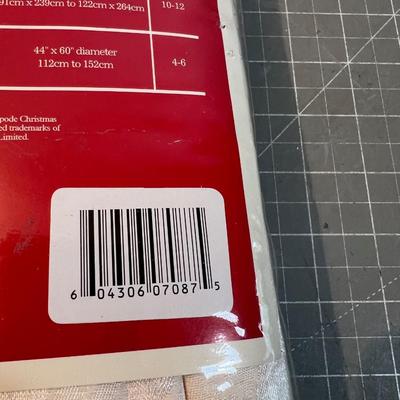 91cm x 239cm to 122cm x 264cm 10-12
44" x 60" diameter
112cm to 152cm 4-6
pode Christmas
ed trademarks of
Limited.
6 04306 07087 5